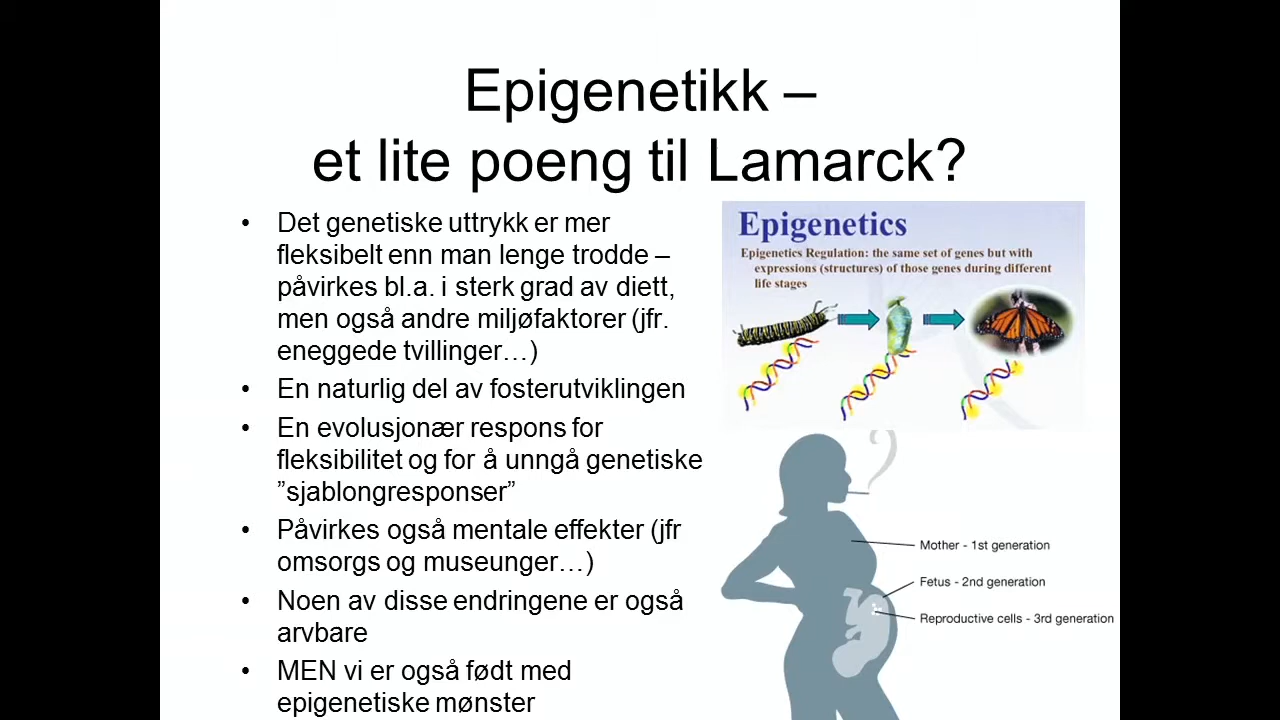 Epigenetikk –
et lite poeng til Lamarck?
• Det genetiske uttrykk er mer
fleksibelt enn man lenge trodde –
påvirkes bl.a. i sterk grad av diett,
men også andre miljøfaktorer (jfr.
eneggede tvillinger…)
• En naturlig del av fosterutviklingen
• En evolusjonær respons for
fleksibilitet og for å unngå genetiske
”sjablongresponser”
• Påvirkes også mentale effekter (jfr
omsorgs og museunger…)
• Noen av disse endringene er også
arvbare
• MEN vi er også født med
epigenetiske mønster
Epigenetics
Epigenetics Regulation: the same set of genes but with
expressions (structures) of those genes during different
life stages
Mother - 1st generation
Fetus - 2nd generation
Reproductive cells - 3rd generation